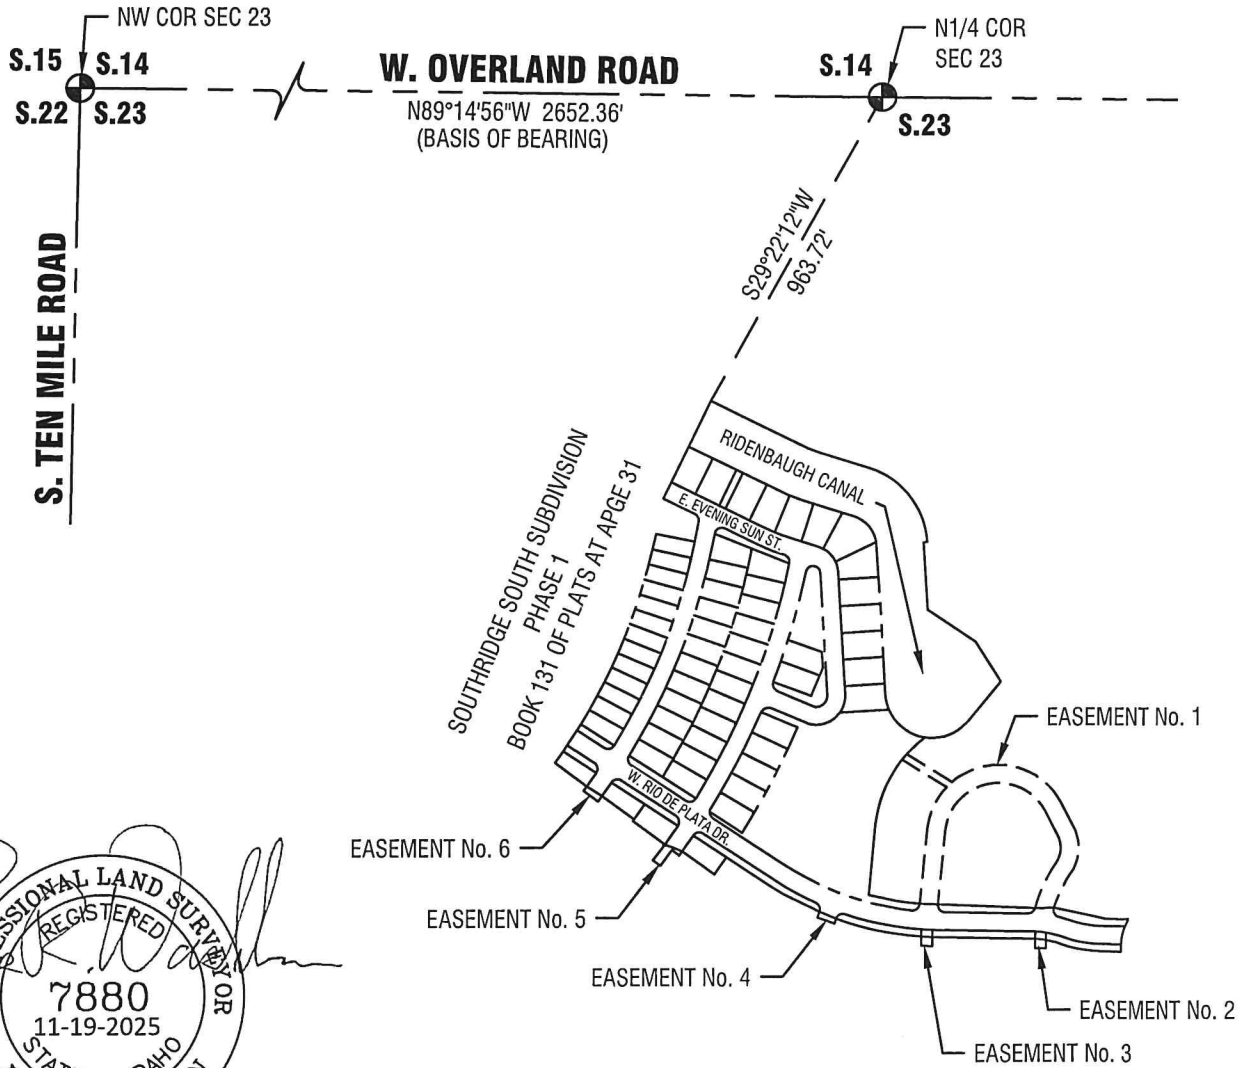 NW COR SEC 23
S.15 S.14
S.22 S.23
W. OVERLAND ROAD
N89°14'56"W 2652.36'
(BASIS OF BEARING)
N1/4 COR
SEC 23
S.14
S.23
S. TEN MILE ROAD
S29°22'12"W
963.72'
RIDENBAUGH CANAL
E. EVENING SUN ST.
SOUTHRIDGE SOUTH SUBDIVISION
PHASE 1
BOOK 131 OF PLATS AT APGE 31
W. RIO DE PLATA DR.
EASEMENT No. 1
EASEMENT No. 6
EASEMENT No. 5
EASEMENT No. 4
EASEMENT No. 2
EASEMENT No. 3
ESSIONAL LAND SURVEYOR
REGISTERED
7880
11-19-2025